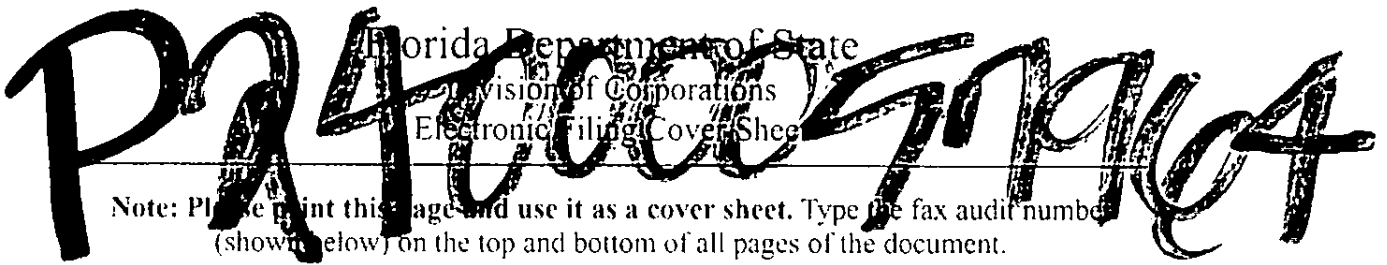 P24000057964
Florida Department of State
Division of Corporations
Electronic Filing Cover Sheet
Note: Please print this page and use it as a cover sheet. Type the fax audit number
(shown below) on the top and bottom of all pages of the document.